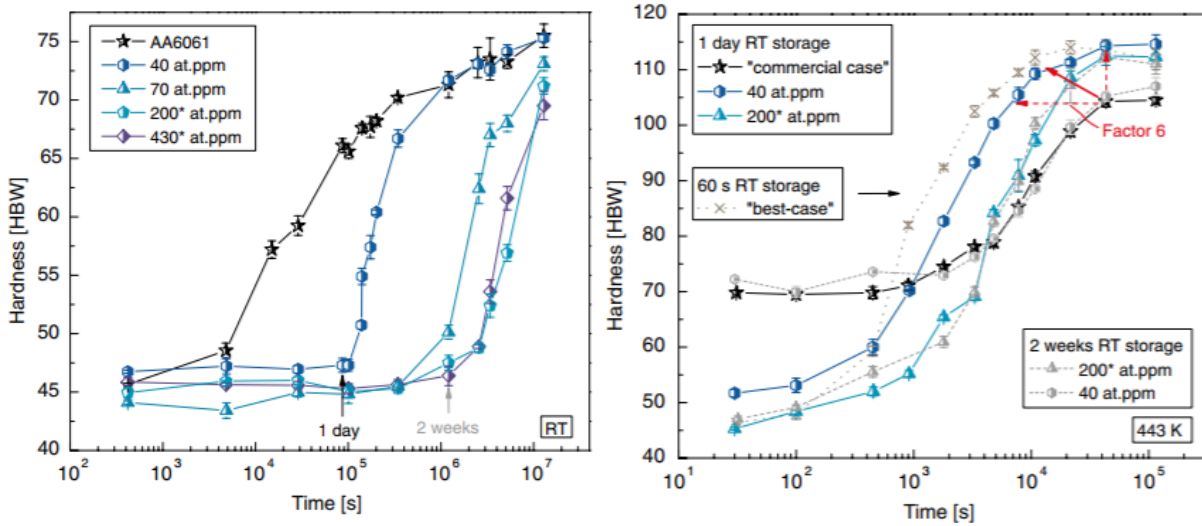 Hardness [HBW]
75
70
65
60
55
50
45
40
AA6061
40 at.ppm
70 at.ppm
200* at.ppm
430* at.ppm
1 day
2 weeks
RT
10² 10³ 10⁴ 10⁵ 10⁶ 10⁷
Time [s]
Hardness [HBW]
120
110
100
90
80
70
60
50
40
1 day RT storage
"commercial case"
40 at.ppm
200* at.ppm
Factor 6
60 s RT storage
"best-case"
2 weeks RT storage
200* at.ppm
40 at.ppm
443 K
10¹ 10² 10³ 10⁴ 10⁵ 10⁶
Time [s]